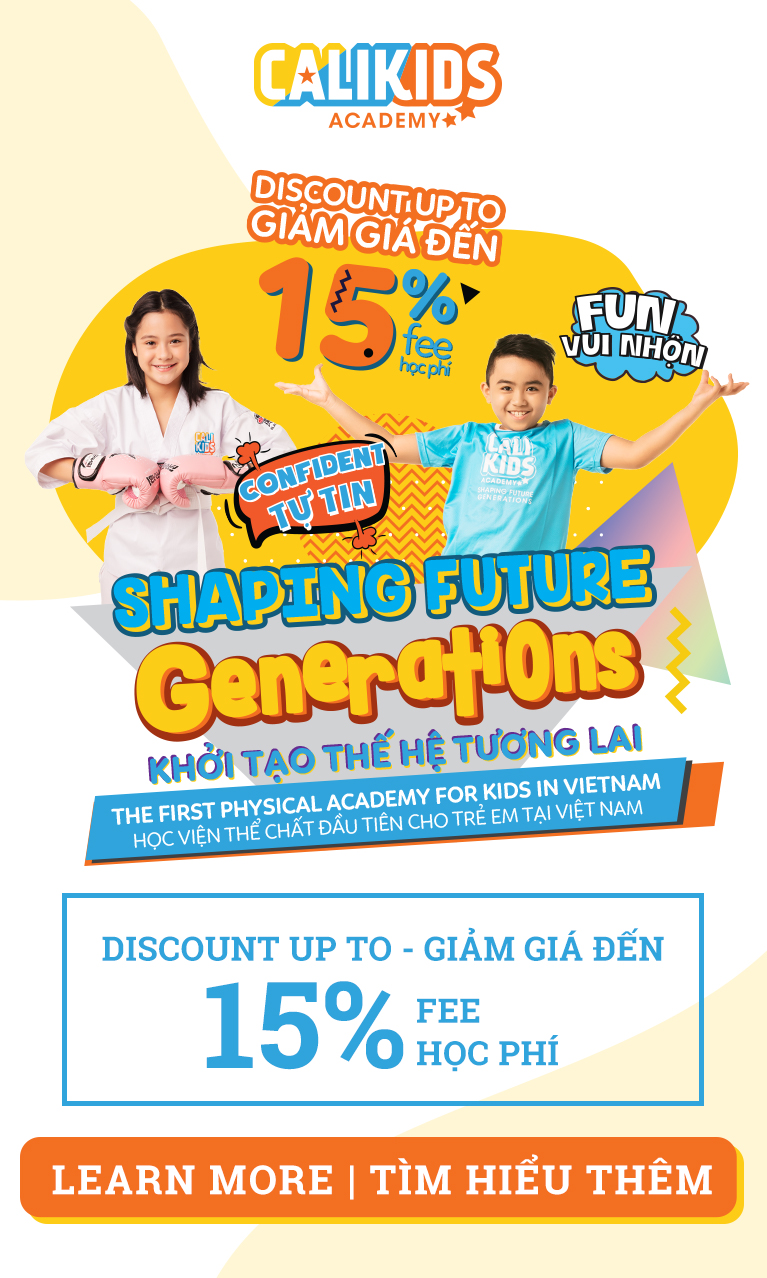 CALIKIDS
ACADEMY
DISCOUNT UP TO
GIẢM GIÁ ĐẾN
15%
fee
học phí
FUN
VUI NHỘN
CALI
KIDS
CONFIDENT
TỰ TIN
CALI
KIDS
ACADEMY
SHAPING FUTURE
GENERATIONS
SHAPING FUTURE
Generations
KHỞI TẠO THẾ HỆ TƯƠNG LAI
THE FIRST PHYSICAL ACADEMY FOR KIDS IN VIETNAM
HỌC VIỆN THỂ CHẤT ĐẦU TIÊN CHO TRẺ EM TẠI VIỆT NAM
DISCOUNT UP TO - GIẢM GIÁ ĐẾN
15% FEE
HỌC PHÍ
LEARN MORE | TÌM HIỂU THÊM